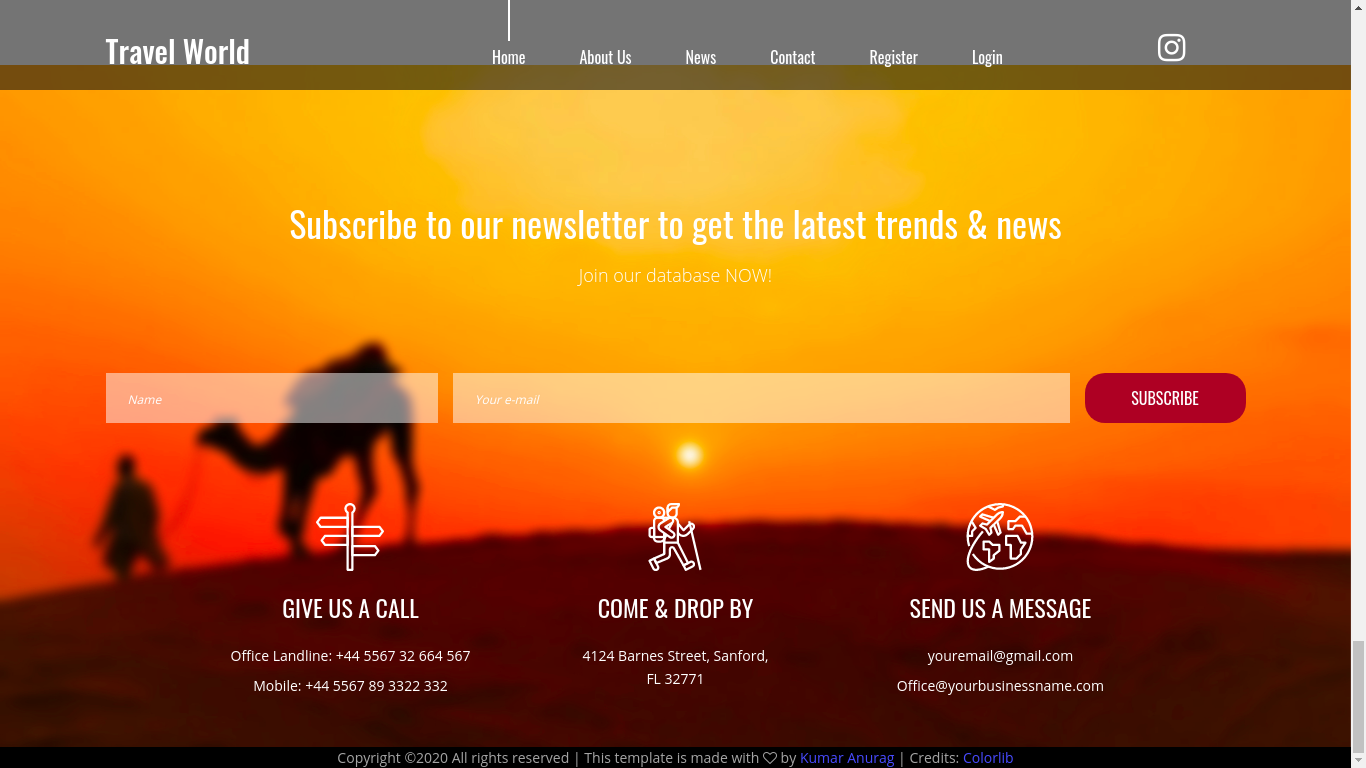 Travel World
Home About Us News Contact Register Login
Subscribe to our newsletter to get the latest trends & news
Join our database NOW!
Name Your e-mail SUBSCRIBE
GIVE US A CALL
Office Landline: +44 5567 32 664 567
Mobile: +44 5567 89 3322 332
COME & DROP BY
4124 Barnes Street, Sanford,
FL 32771
SEND US A MESSAGE
youremail@gmail.com
Office@yourbusinessname.com
Copyright ©2020 All rights reserved | This template is made with ♡ by Kumar Anurag | Credits: Colorlib